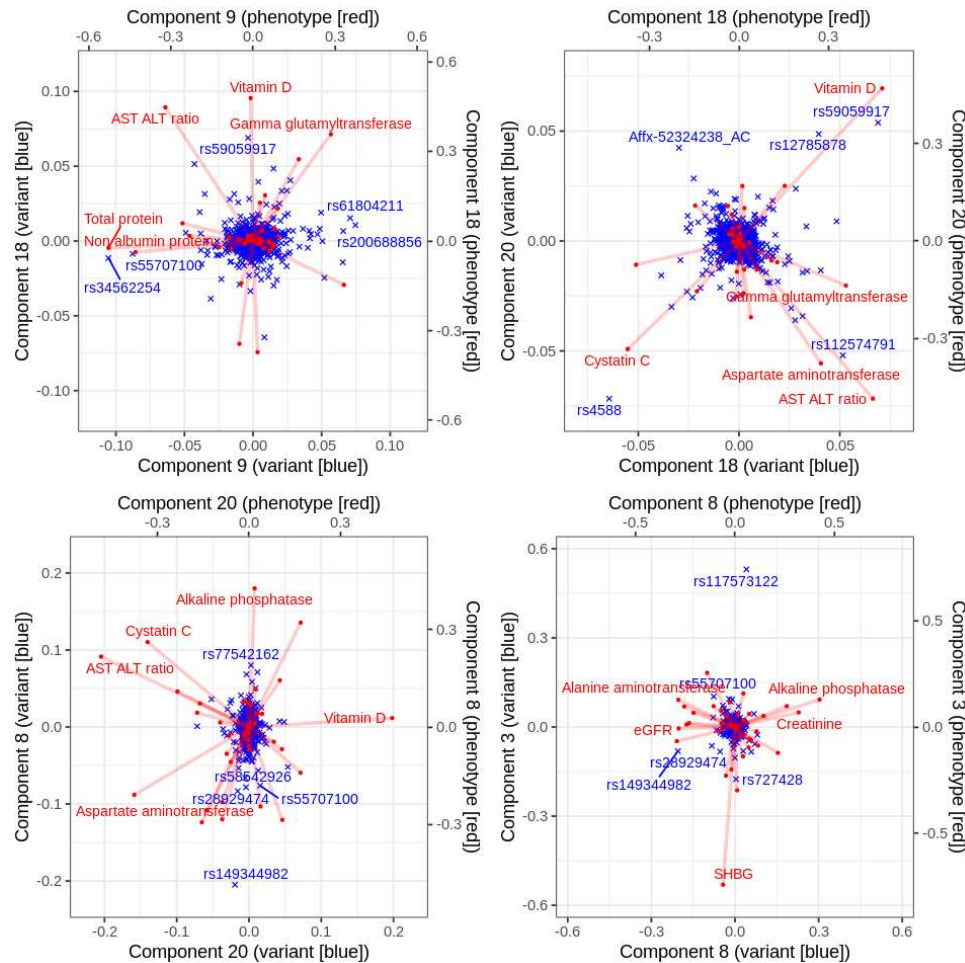 Component 9 (phenotype [red])
-0.6 -0.3 0.0 0.3 0.6
Component 18 (variant [blue])
0.10
0.05
0.00
-0.05
-0.10
0.6
0.3
0.0
-0.3
-0.6
Component 18 (phenotype [red])
Vitamin D
AST ALT ratio
Gamma glutamyltransferase
rs59059917
rs61804211
Total protein
Non albumin protein
rs200688856
rs55707100
rs34562254
-0.10 -0.05 0.00 0.05 0.10
Component 9 (variant [blue])
Component 18 (phenotype [red])
-0.3 0.0 0.3 0.6
Component 20 (variant [blue])
0.05
0.00
-0.05
0.3
0.0
-0.3
Component 20 (phenotype [red])
Vitamin D
rs59059917
Affx-52324238_AC
rs12785878
Gamma glutamyltransferase
rs112574791
Cystatin C
Aspartate aminotransferase
AST ALT ratio
rs4588
-0.05 0.00 0.05
Component 18 (variant [blue])
Component 20 (phenotype [red])
-0.3 0.0 0.3
Component 8 (variant [blue])
0.2
0.1
0.0
-0.1
-0.2
0.3
0.0
-0.3
Component 8 (phenotype [red])
Alkaline phosphatase
Cystatin C
rs77542162
AST ALT ratio
Vitamin D
rs58542926
rs28929474
rs55707100
Aspartate aminotransferase
rs149344982
-0.2 -0.1 0.0 0.1 0.2
Component 20 (variant [blue])
Component 8 (phenotype [red])
-0.5 0.0 0.5
Component 3 (variant [blue])
0.6
0.3
0.0
-0.3
-0.6
0.5
0.0
-0.5
Component 3 (phenotype [red])
rs117573122
rs55707100
Alanine aminotransferase
Alkaline phosphatase
eGFR
Creatinine
rs28929474
rs149344982
rs727428
SHBG
-0.6 -0.3 0.0 0.3 0.6
Component 8 (variant [blue])